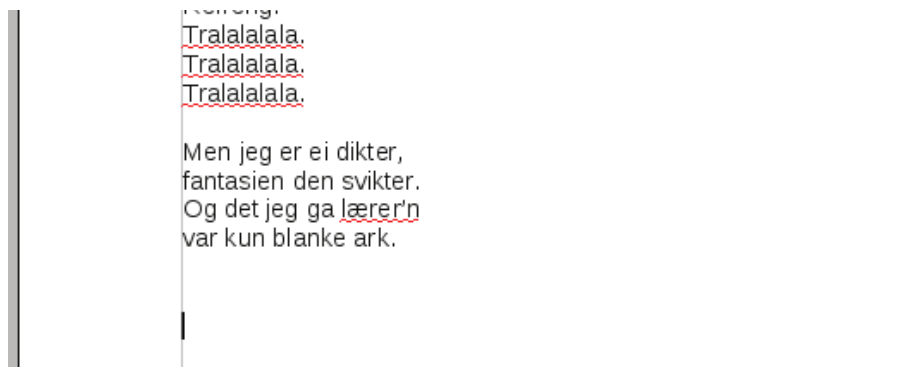 Tralalalala.
Tralalalala.
Tralalalala.
Men jeg er ei dikter,
fantasien den svikter.
Og det jeg ga lærer'n
var kun blanke ark.